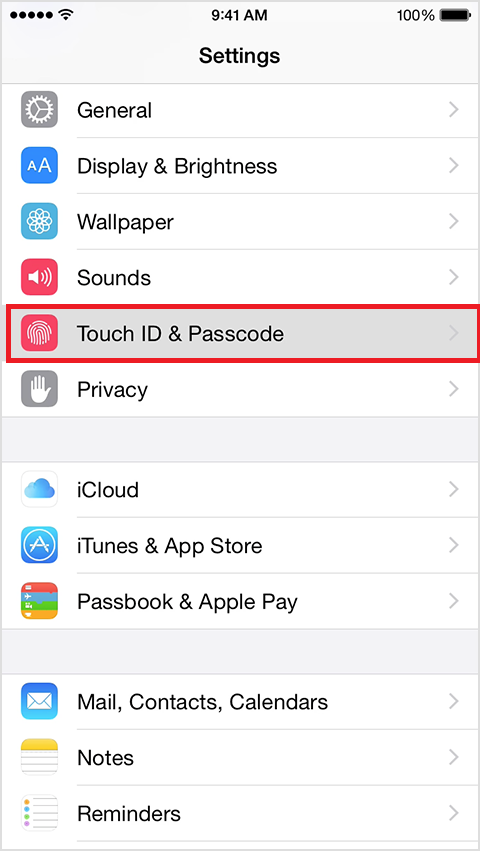 9:41 AM
100%
Settings
General
AA
Display & Brightness
Wallpaper
Sounds
Touch ID & Passcode
Privacy
iCloud
iTunes & App Store
Passbook & Apple Pay
Mail, Contacts, Calendars
Notes
Reminders